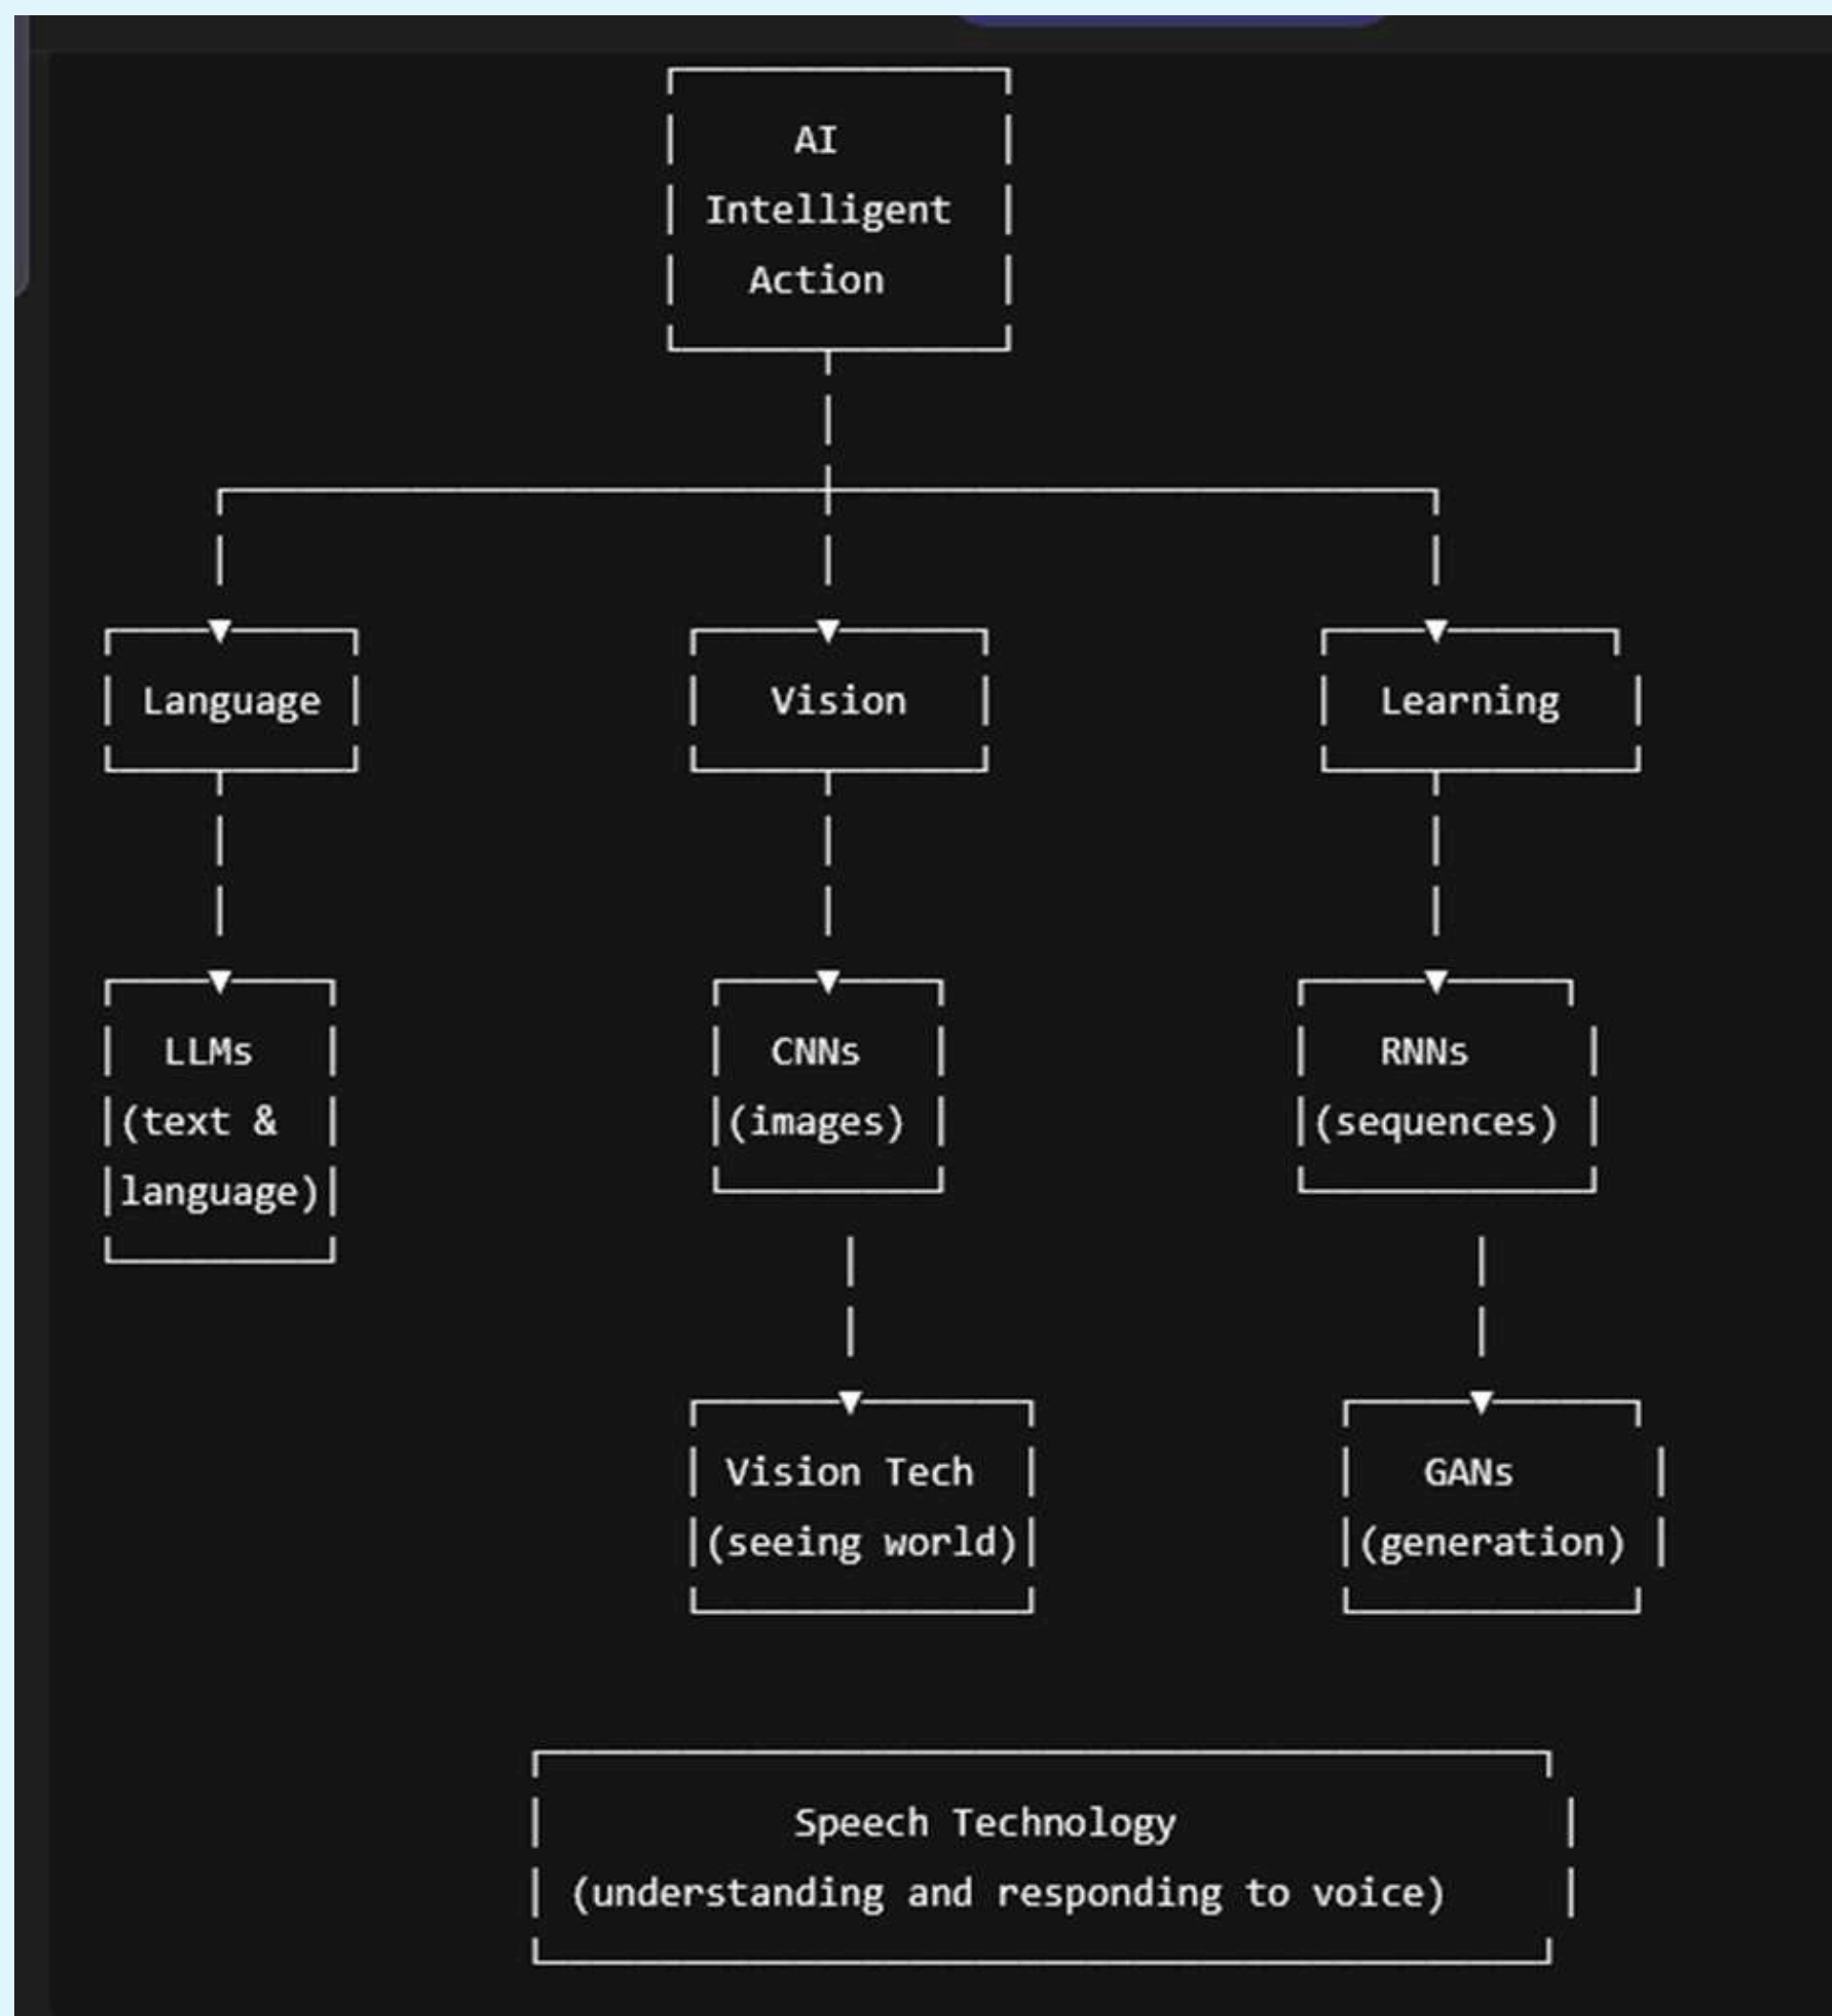 AI
Intelligent
Action
Language
Vision
Learning
LLMs
(text &
language)
CNNs
(images)
RNNs
(sequences)
Vision Tech
(seeing world)
GANs
(generation)
Speech Technology
(understanding and responding to voice)